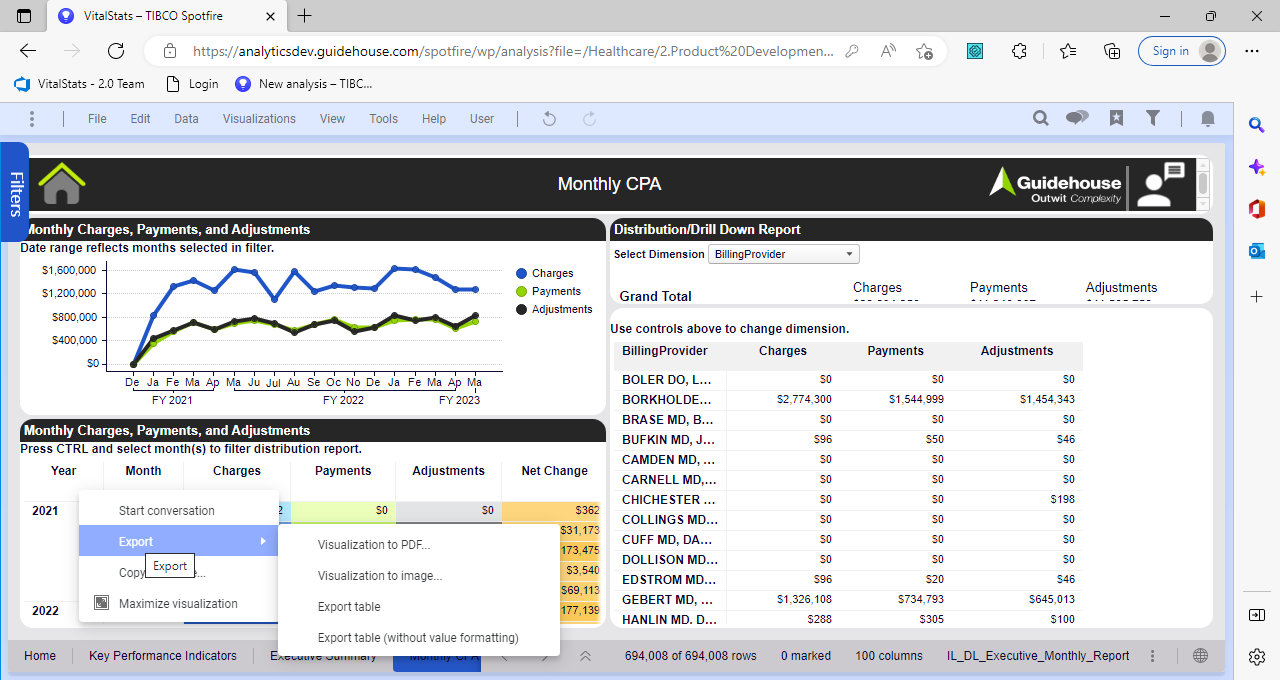 VitalStats – TIBCO Spotfire
https://analyticsdev.guidehouse.com/spotfire/wp/analysis?file=/Healthcare/2.Product%20Developmen...
Sign in
VitalStats - 2.0 Team
Login
New analysis – TIBC...
File Edit Data Visualizations View Tools Help User
Filters
Monthly CPA
Guidehouse
Outwit Complexity
Monthly Charges, Payments, and Adjustments
Date range reflects months selected in filter.
$1,600,000
$1,200,000
$800,000
$400,000
$0
De Ja Fe Ma Ap Ma Ju Jul Au Se Oc No De Ja Fe Ma Ap Ma
FY 2021 FY 2022 FY 2023
Charges
Payments
Adjustments
Distribution/Drill Down Report
Select Dimension BillingProvider
Charges Payments Adjustments
Grand Total
Use controls above to change dimension.
BillingProvider Charges Payments Adjustments
BOLER DO, L... $0 $0 $0
BORKHOLDE... $2,774,300 $1,544,999 $1,454,343
BRASE MD, B... $0 $0 $0
BUFKIN MD, J... $96 $50 $46
CAMDEN MD, ... $0 $0 $0
CARNELL MD,... $0 $0 $0
CHICHESTER ... $0 $0 $198
COLLINGS MD... $0 $0 $0
CUFF MD, DA... $0 $0 $0
DOLLISON MD... $0 $0 $0
EDSTROM MD... $96 $20 $46
GEBERT MD, ... $1,326,108 $734,793 $645,013
HANLIN MD. D... $288 $305 $100
Monthly Charges, Payments, and Adjustments
Press CTRL and select month(s) to filter distribution report.
Year Month Charges Payments Adjustments Net Change
2021 $0 $0 $362
$31,173
173,475
$3,540
$69,113
2022 177,139
Start conversation
Export
Export
Copy
Maximize visualization
Visualization to PDF...
Visualization to image...
Export table
Export table (without value formatting)
Home Key Performance Indicators Executive Summary Monthly CPA
694,008 of 694,008 rows 0 marked 100 columns IL_DL_Executive_Monthly_Report